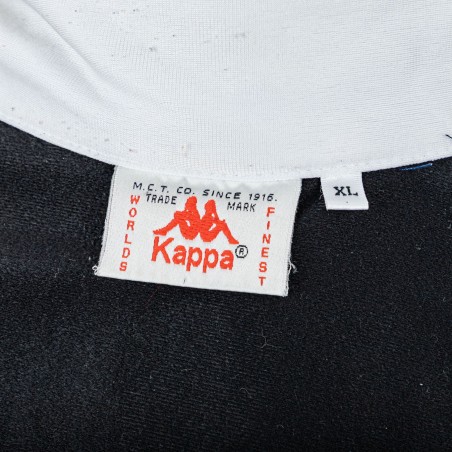 M.C.T. CO. SINCE 1916.
TRADE MARK
WORLDS
FINEST
Kappa®
XL